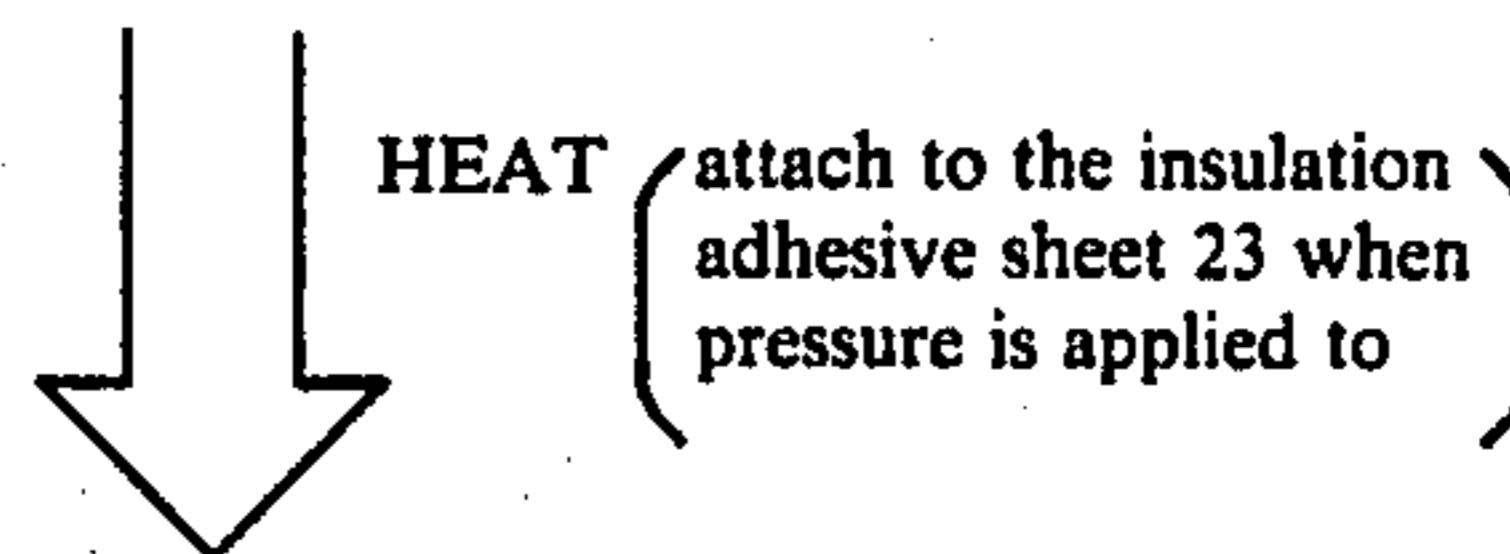 HEAT (attach to the insulation
adhesive sheet 23 when
pressure is applied to)